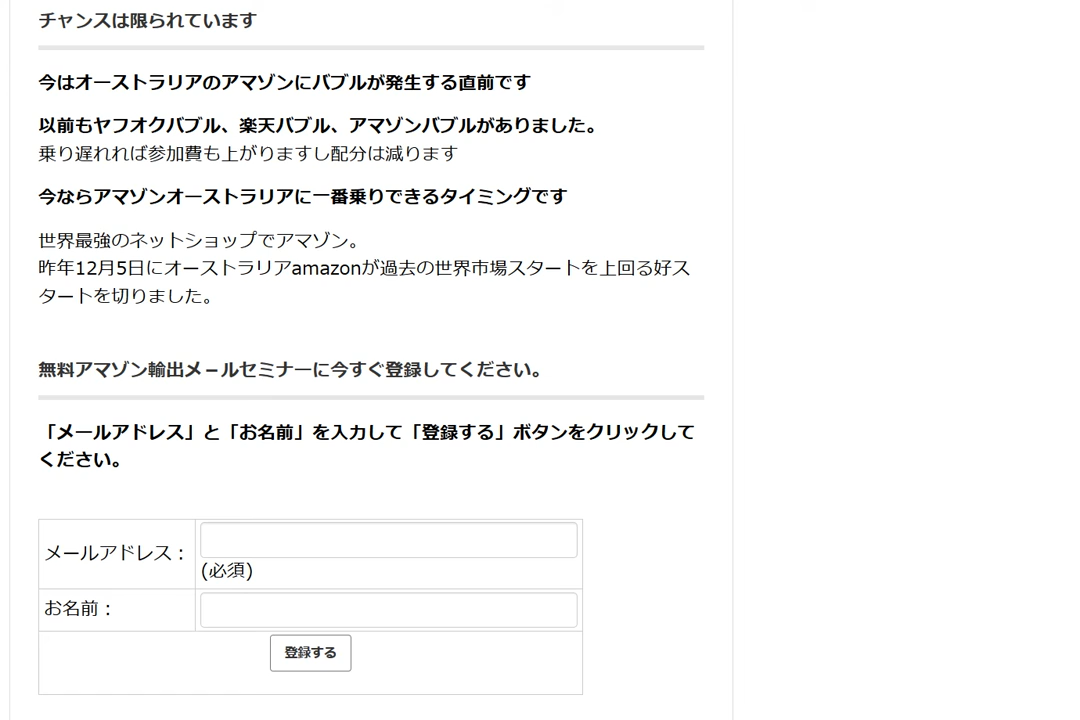 チャンスは限られています
今はオーストラリアのアマゾンにバブルが発生する直前です
以前もヤフオクバブル、楽天バブル、アマゾンバブルがありました。
乗り遅れれば参加費も上がりますし配分は減ります
今ならアマゾンオーストラリアに一番乗りできるタイミングです
世界最強のネットショップでアマゾン。
昨年12月5日にオーストラリアamazonが過去の世界市場スタートを上回る好ス
タートを切りました。
無料アマゾン輸出メールセミナーに今すぐ登録してください。
「メールアドレス」と「お名前」を入力して「登録する」ボタンをクリックして
ください。
メールアドレス：
(必須)
お名前：
登録する